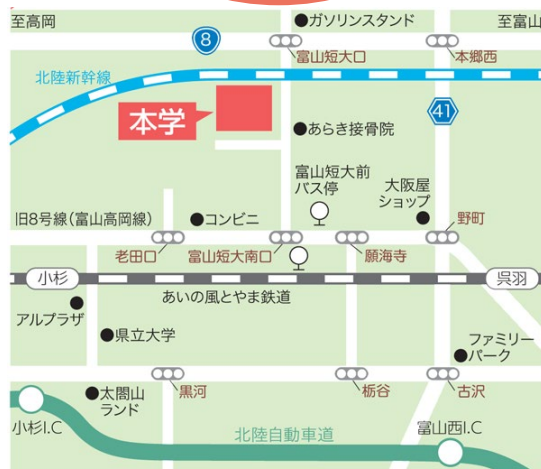 至高岡
ガソリンスタンド
至富山
8
富山短大口
本郷西
北陸新幹線
本学
41
あらき接骨院
富山短大前
バス停
大阪屋
ショップ
旧8号線(富山高岡線)
コンビニ
野町
老田口
富山短大南口
願海寺
小杉
呉羽
あいの風とやま鉄道
アルプラザ
県立大学
ファミリー
パーク
太閤山
ランド
黒河
栃谷
古沢
小杉I.C
北陸自動車道
富山西I.C